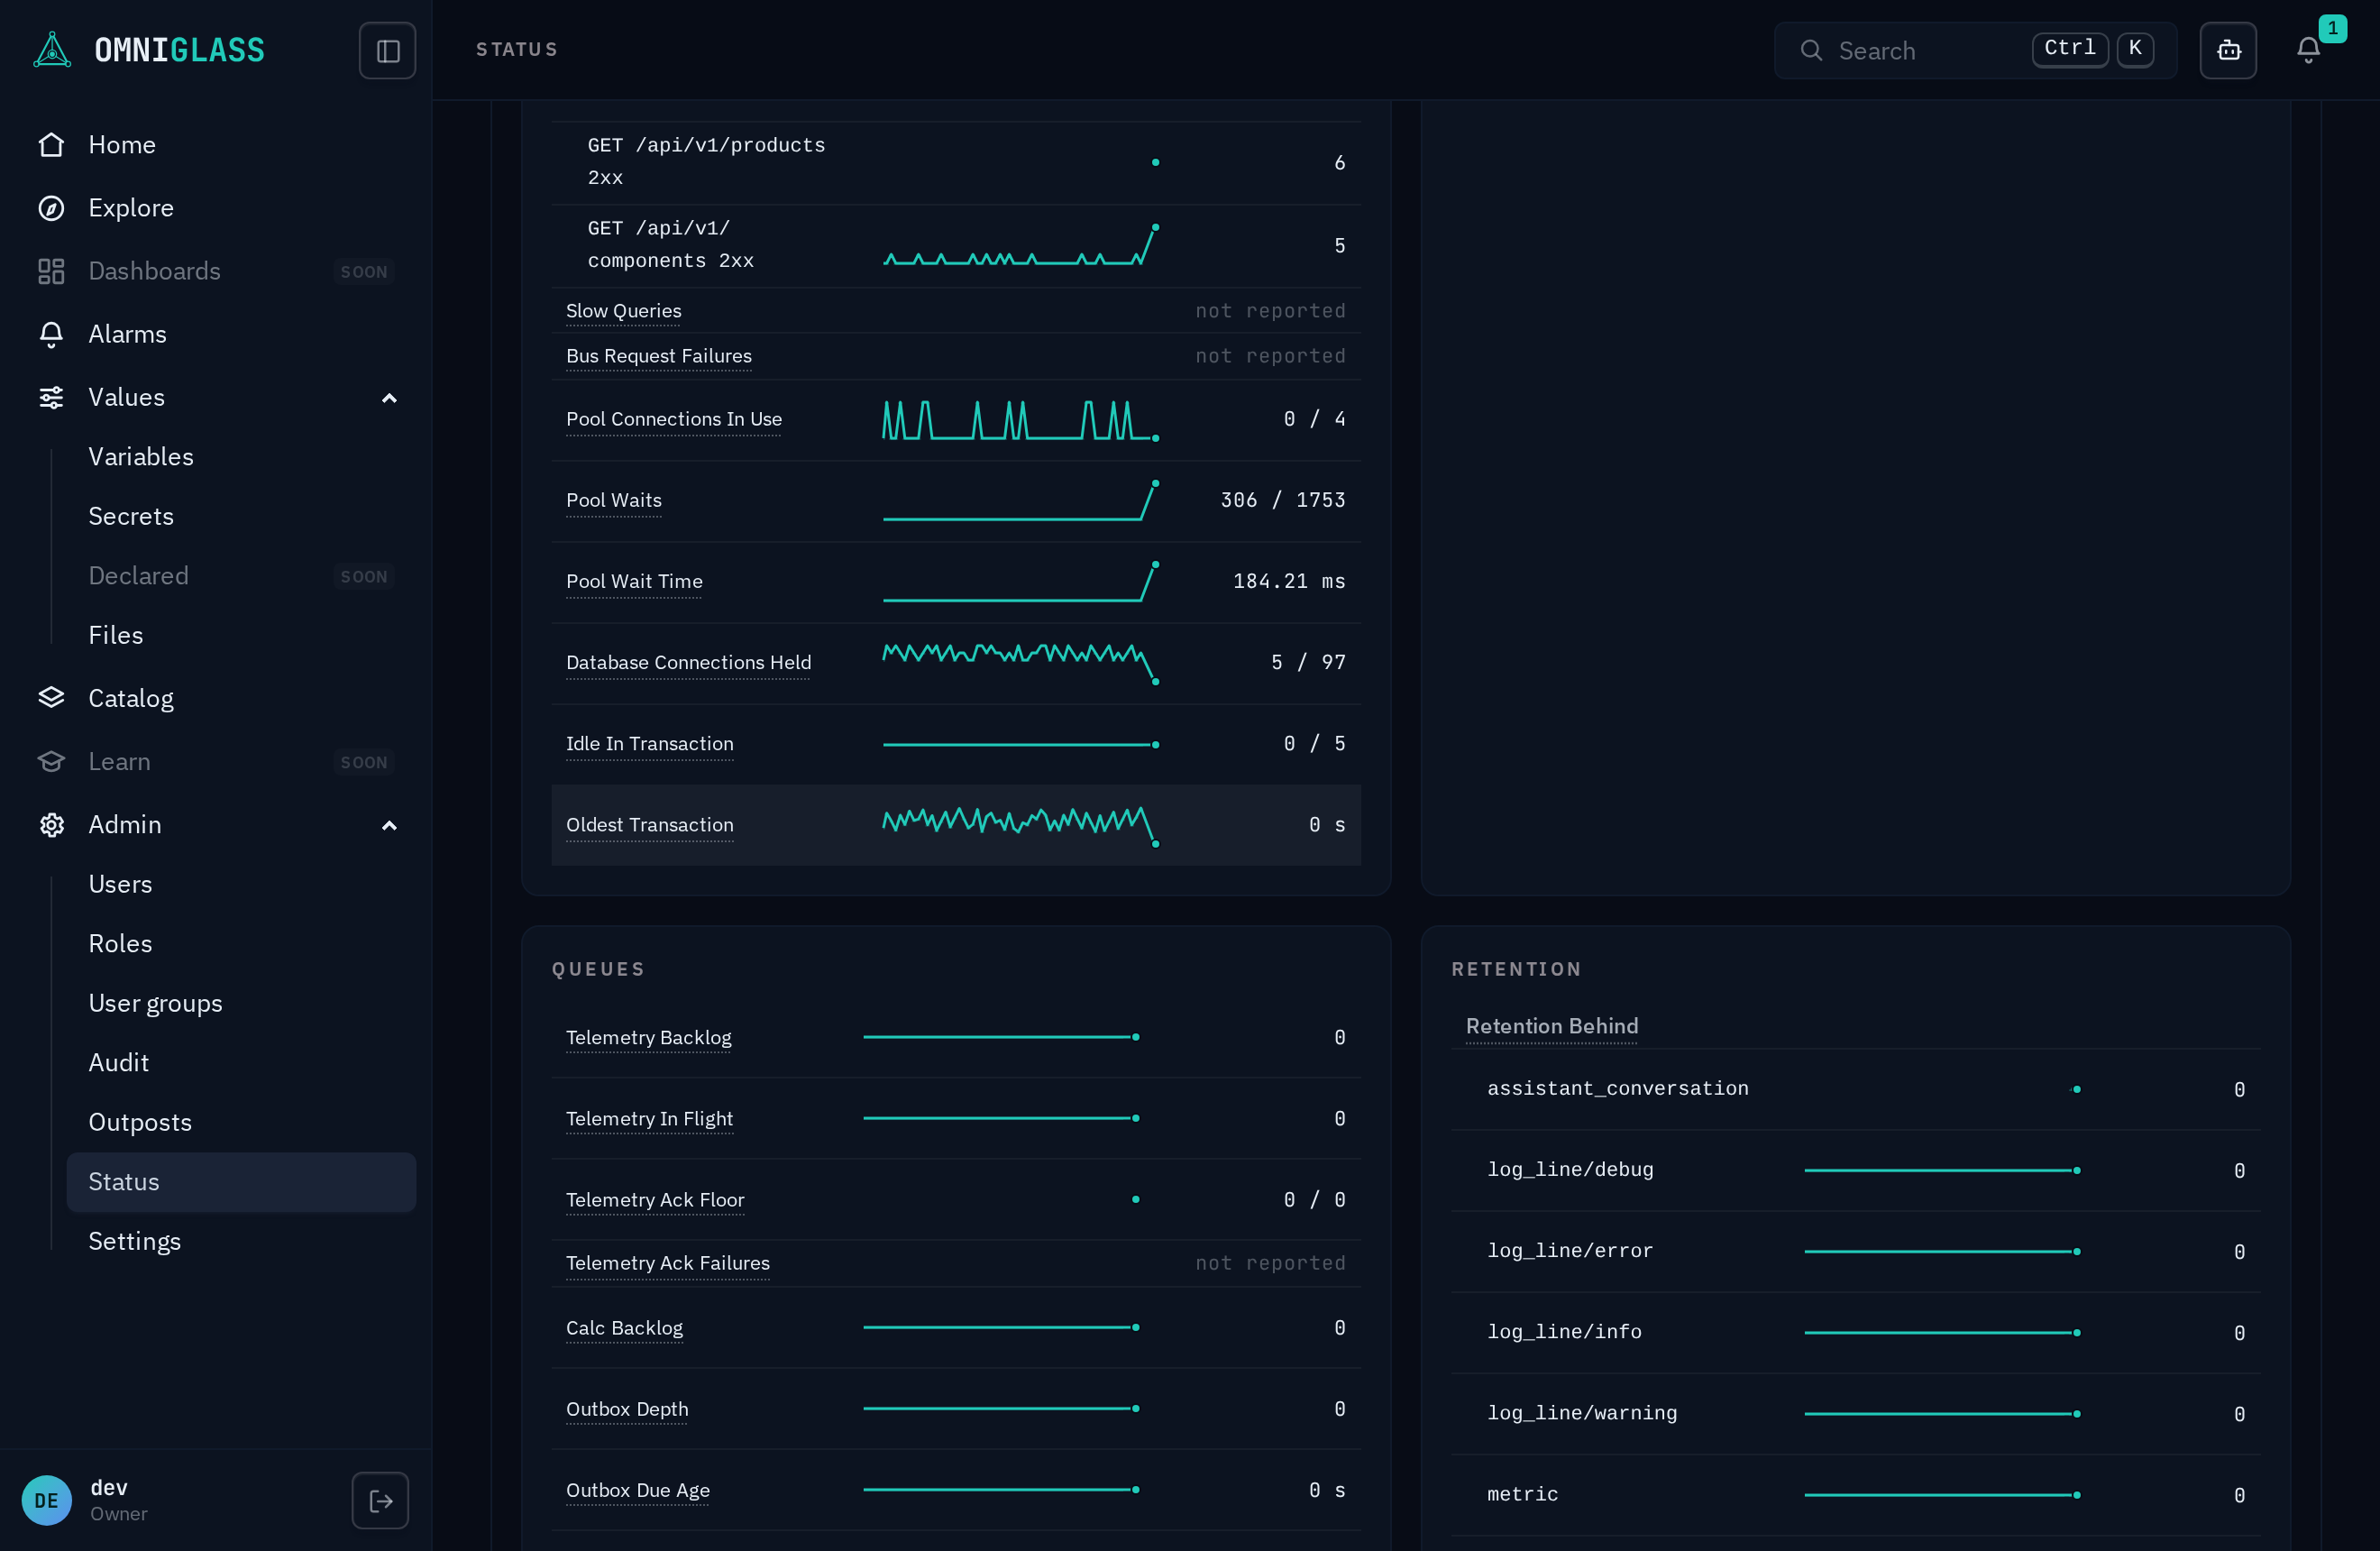 OMNIGLASS
Home
Explore
Dashboards SOON
Alarms
Values
Variables
Secrets
Declared SOON
Files
Catalog
Learn SOON
Admin
Users
Roles
User groups
Audit
Outposts
Status
Settings
DE
dev
Owner
STATUS
Search Ctrl K
1
GET /api/v1/products
2xx
6
GET /api/v1/
components 2xx
5
Slow Queries not reported
Bus Request Failures not reported
Pool Connections In Use 0 / 4
Pool Waits 306 / 1753
Pool Wait Time 184.21 ms
Database Connections Held 5 / 97
Idle In Transaction 0 / 5
Oldest Transaction 0 s
QUEUES
Telemetry Backlog 0
Telemetry In Flight 0
Telemetry Ack Floor 0 / 0
Telemetry Ack Failures not reported
Calc Backlog 0
Outbox Depth 0
Outbox Due Age 0 s
RETENTION
Retention Behind
assistant_conversation 0
log_line/debug 0
log_line/error 0
log_line/info 0
log_line/warning 0
metric 0